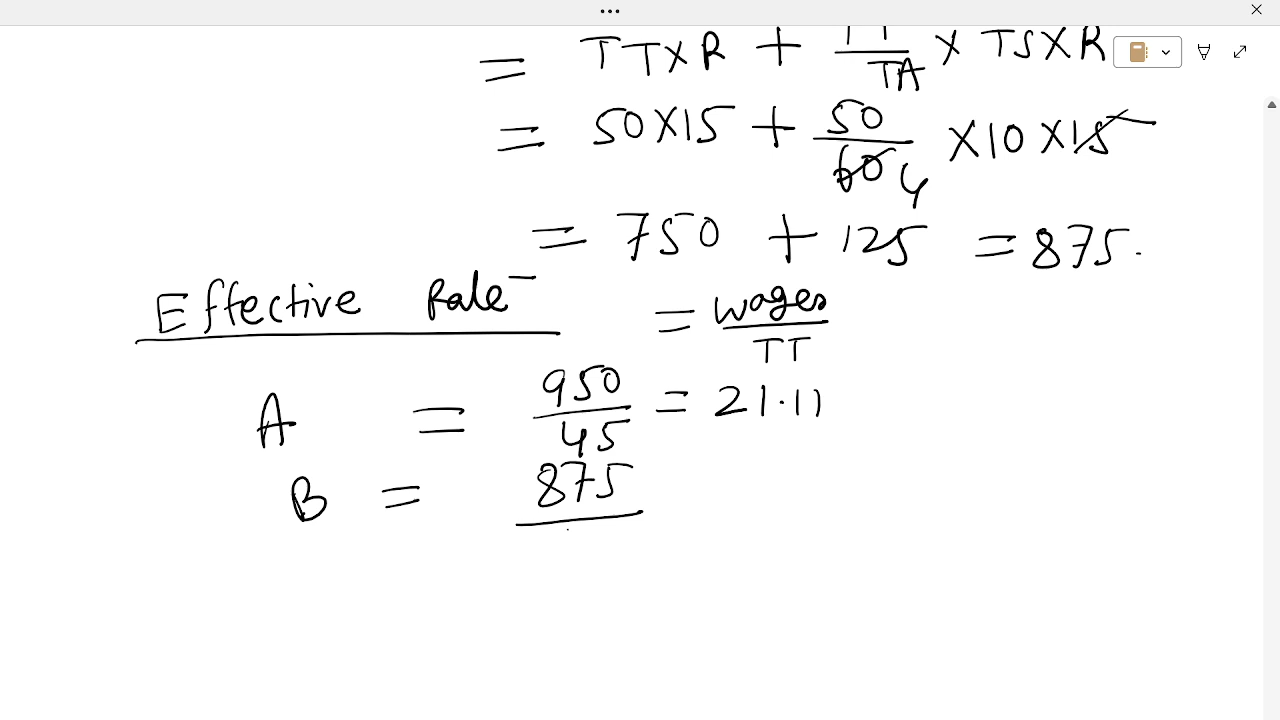 = TT×R + TT/TA × TS×R
= 50×15 + 50/60 4 ×10×15
= 750 + 125 = 875.
Effective Rate = wages/TT
A = 950/45 = 21.11
B = 875